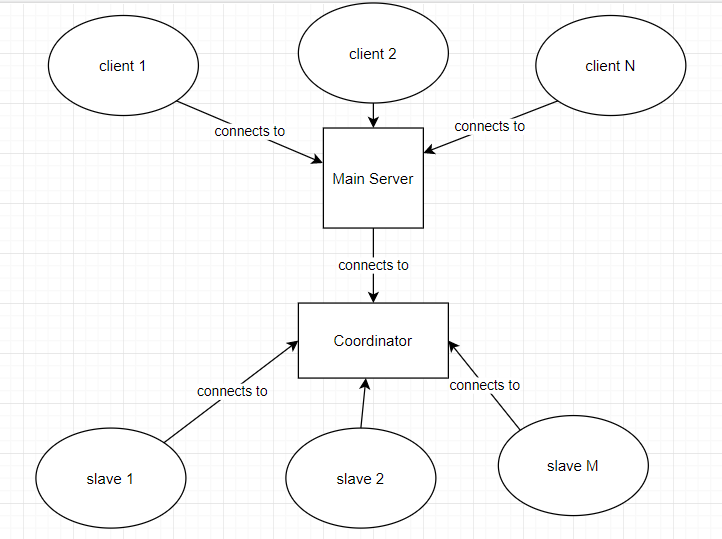 client 1
client 2
client N
connects to
connects to
Main Server
connects to
Coordinator
connects to
connects to
slave 1
slave 2
slave M